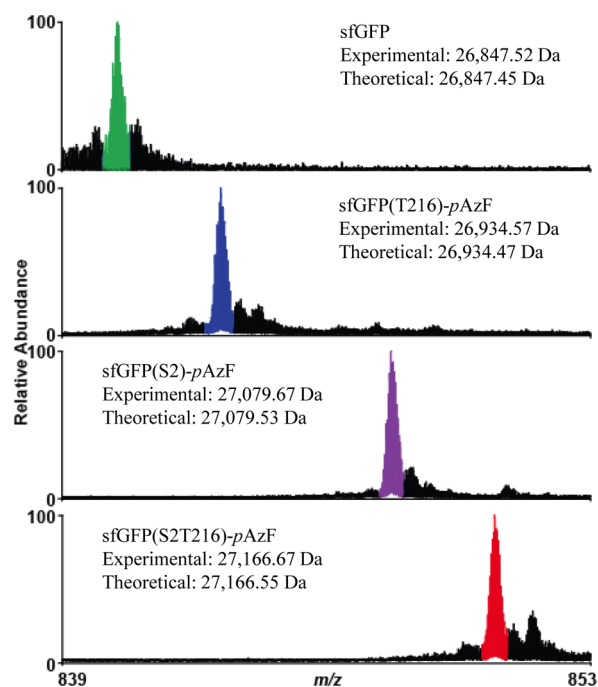 100
sfGFP
Experimental: 26,847.52 Da
Theoretical: 26,847.45 Da
0
100
sfGFP(T216)-pAzF
Experimental: 26,934.57 Da
Theoretical: 26,934.47 Da
0
Relative Abundance
100
sfGFP(S2)-pAzF
Experimental: 27,079.67 Da
Theoretical: 27,079.53 Da
0
100
sfGFP(S2T216)-pAzF
Experimental: 27,166.67 Da
Theoretical: 27,166.55 Da
0
839 m/z 853